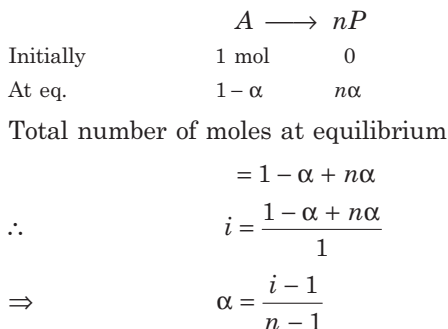 A ⟶ nP
Initially 1 mol 0
At eq. 1 – α nα
Total number of moles at equilibrium
= 1 – α + nα
∴ i = (1 – α + nα)/1
⇒ α = (i – 1)/(n – 1)